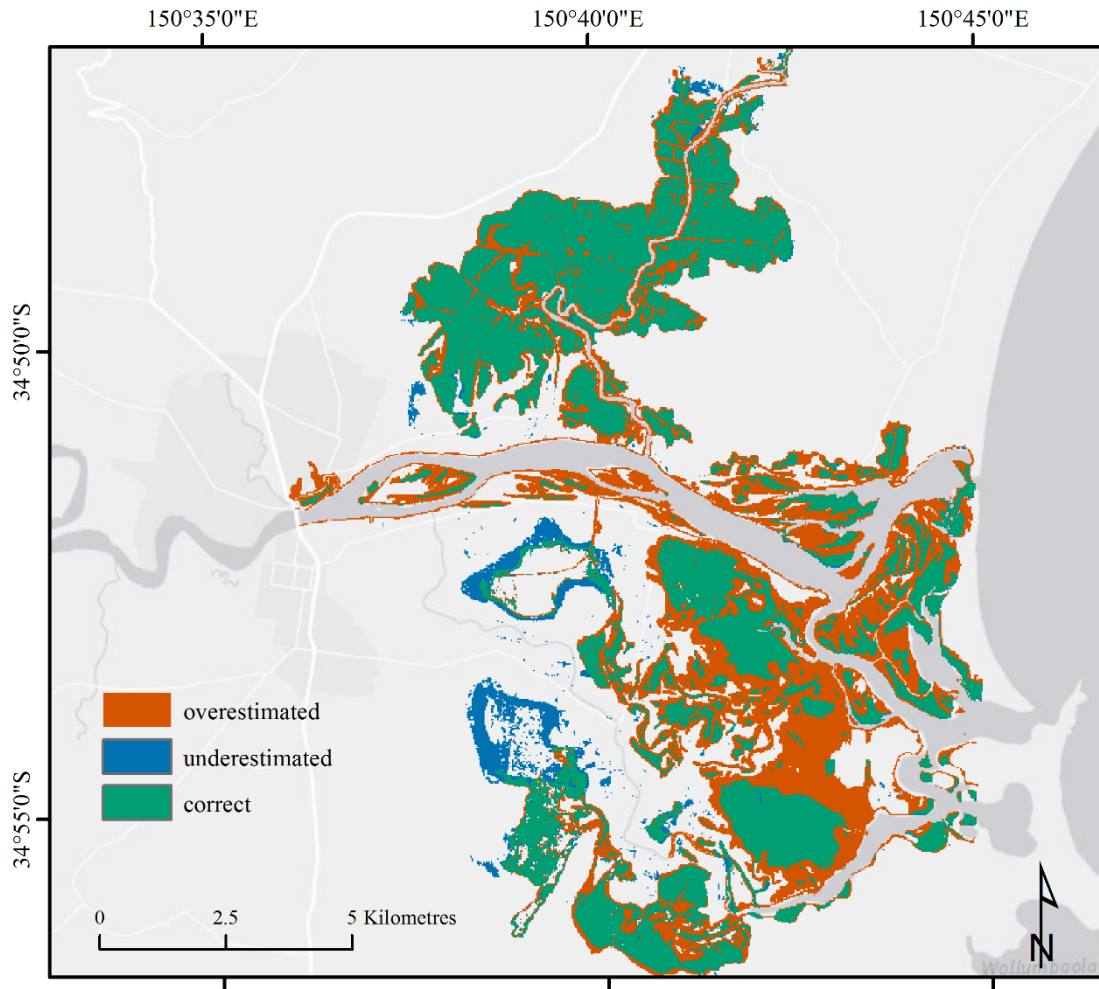 150°35'0"E 150°40'0"E 150°45'0"E
34°50'0"S
overestimated
underestimated
correct
34°55'0"S
0 2.5 5 Kilometres
N
Wollumboola